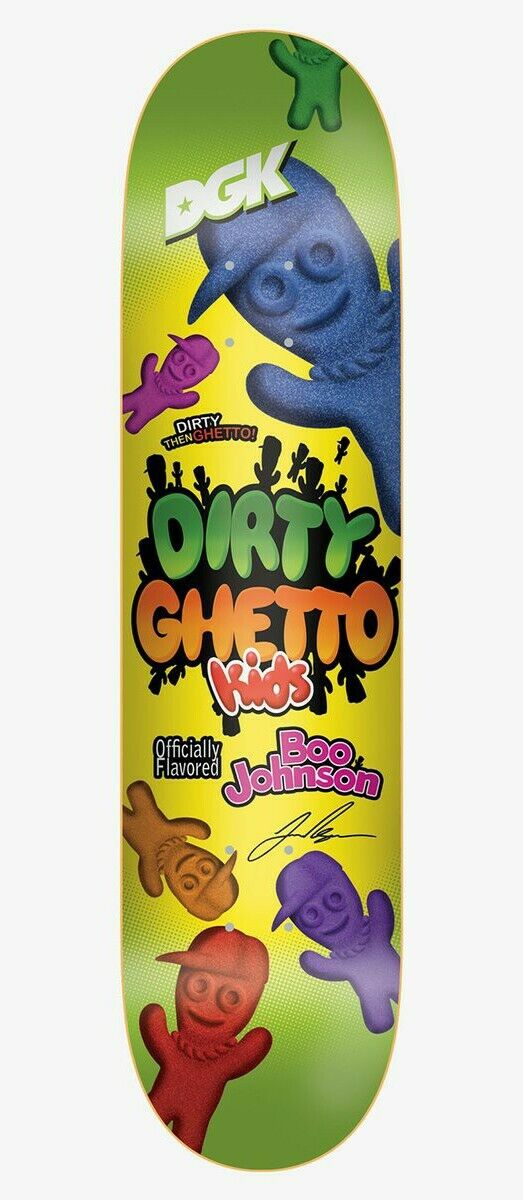 DGK
DIRTY
THEN GHETTO!
DIRTY
GHETTO
Kids
Officially
Flavored
Boo
Johnson